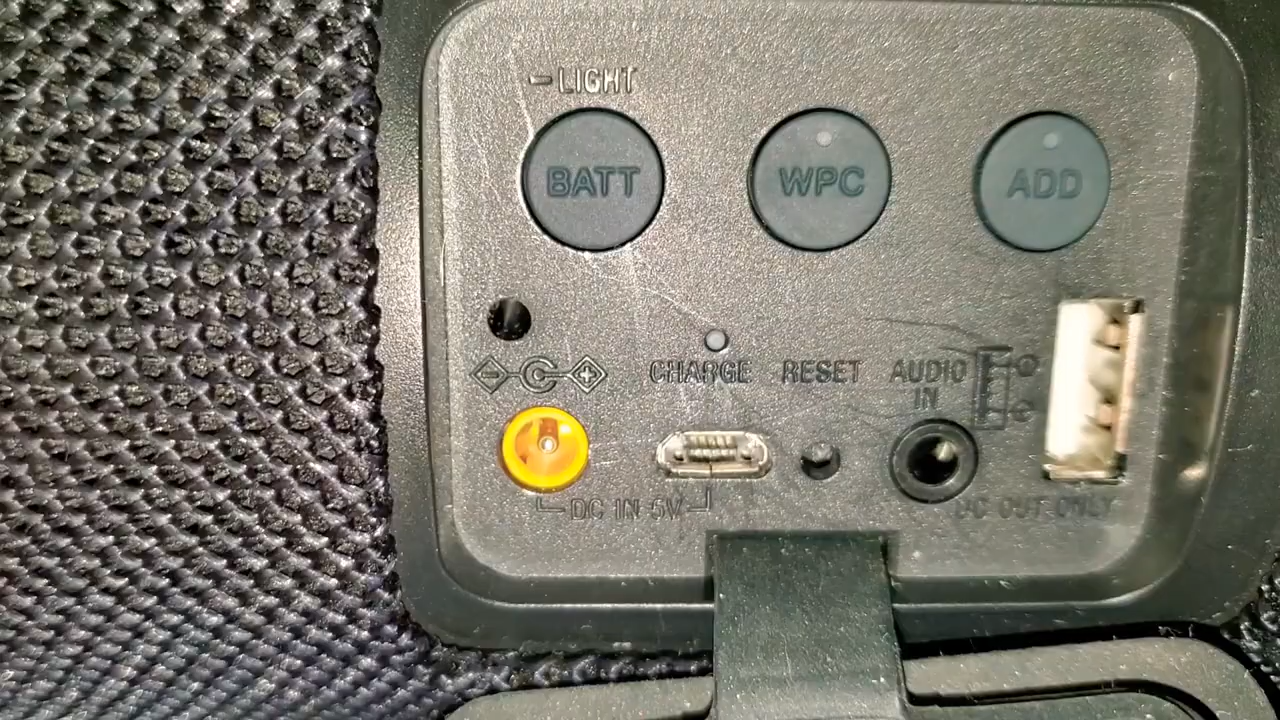 LIGHT
BATT
WPC
ADD
CHARGE
RESET
AUDIO
IN
DC IN 5V
DC OUT ONLY